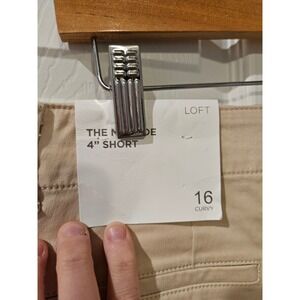 LOFT
THE
4" SHORT
16
CURVY